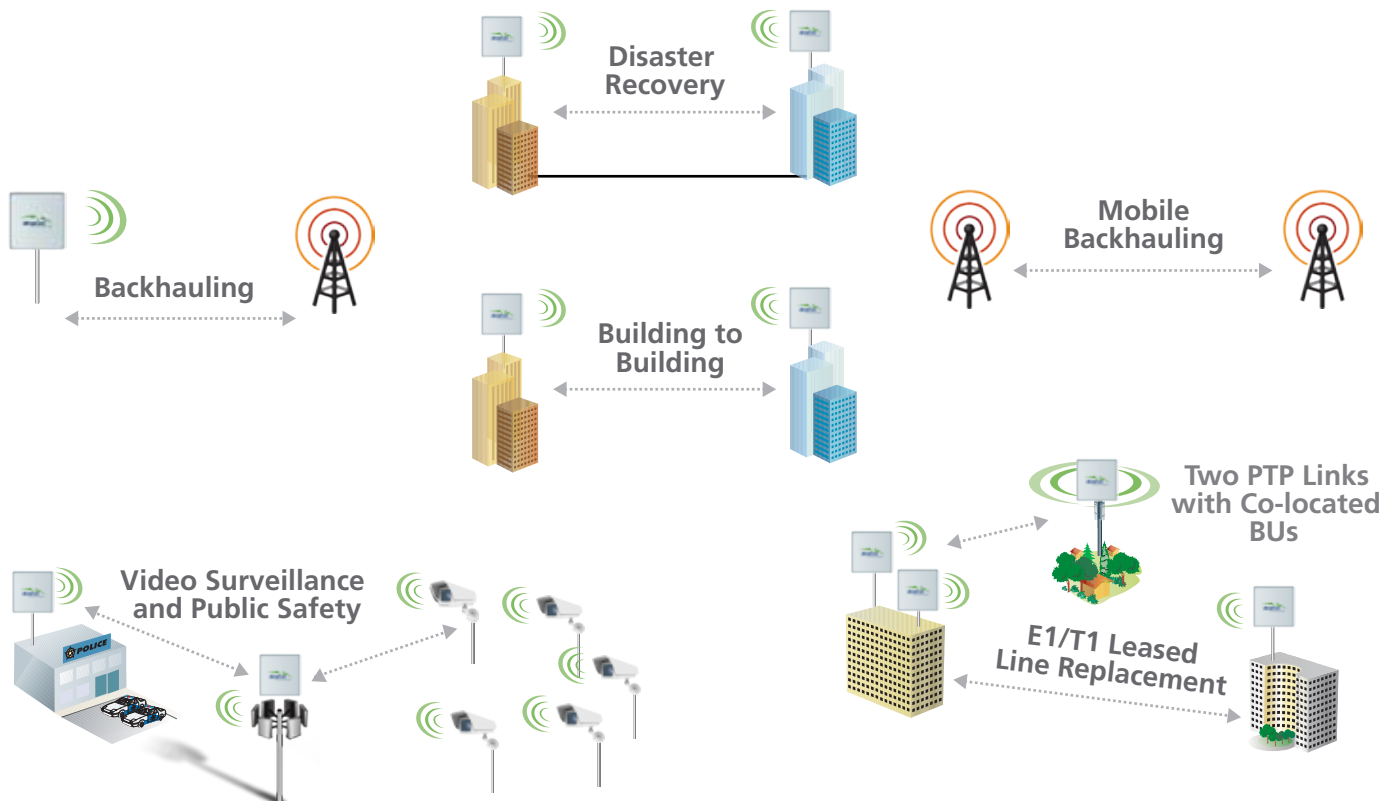 Disaster
Recovery
Mobile
Backhauling
Backhauling
Building to
Building
Two PTP Links
with Co-located
BUs
Video Surveillance
and Public Safety
POLICE
E1/T1 Leased
Line Replacement